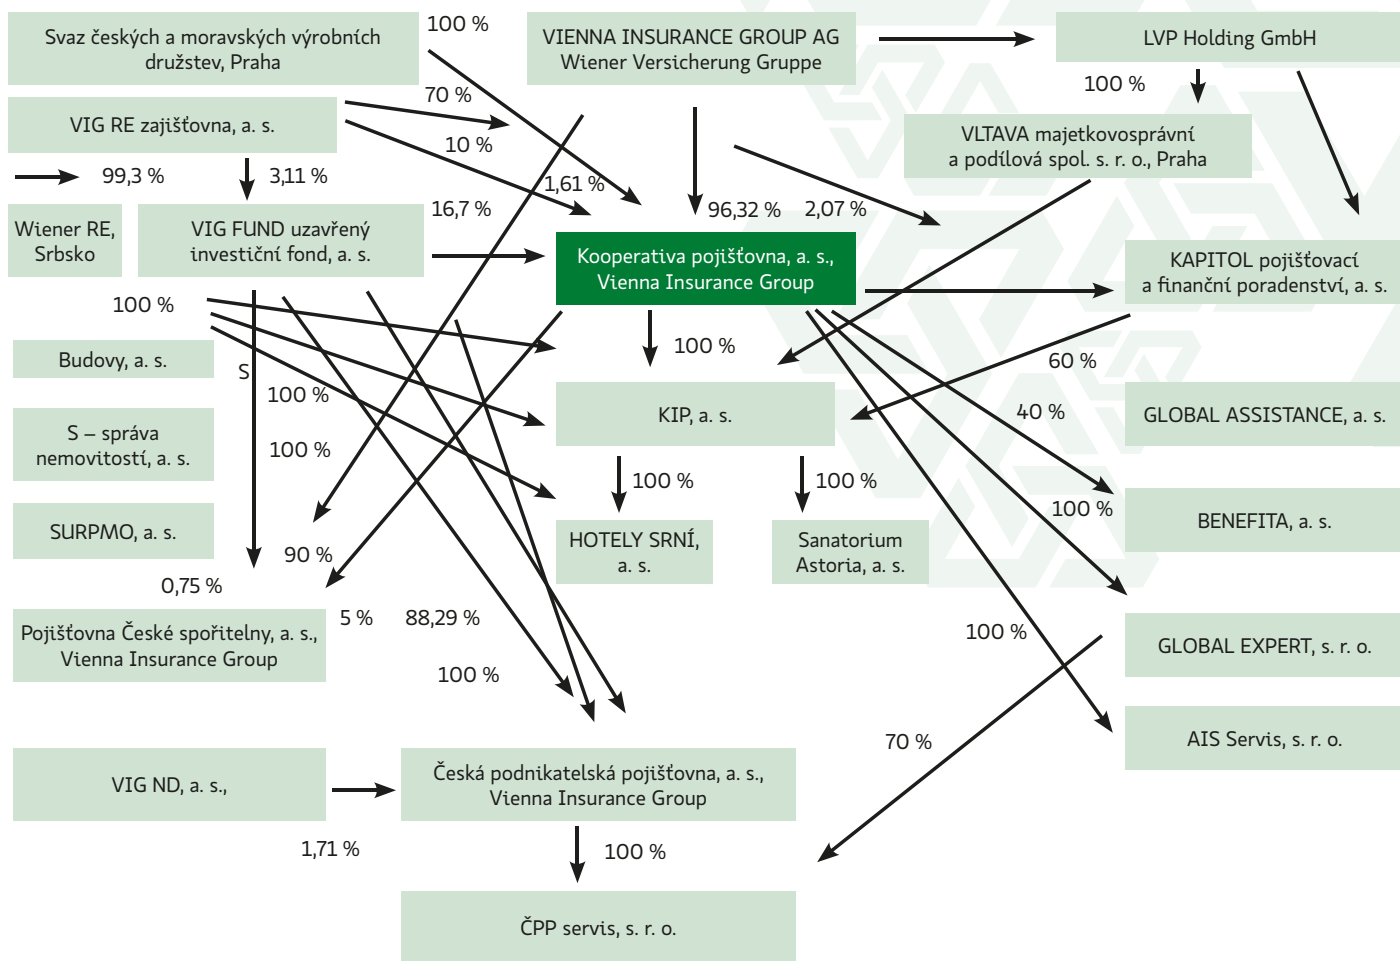 Svaz českých a moravských výrobních
družstev, Praha
100 %
VIENNA INSURANCE GROUP AG
Wiener Versicherung Gruppe
LVP Holding GmbH
100 %
70 %
VIG RE zajišťovna, a. s.
10 %
VLTAVA majetkovosprávní
a podílová spol. s. r. o., Praha
99,3 %
3,11 %
1,61 %
16,7 %
96,32 %
2,07 %
Wiener RE,
Srbsko
VIG FUND uzavřený
investiční fond, a. s.
Kooperativa pojišťovna, a. s.,
Vienna Insurance Group
KAPITOL pojišťovací
a finanční poradenství, a. s.
100 %
100 %
Budovy, a. s.
60 %
S
100 %
KIP, a. s.
40 %
GLOBAL ASSISTANCE, a. s.
S – správa
nemovitostí, a. s.
100 %
100 %
100 %
100 %
SURPMO, a. s.
BENEFITA, a. s.
HOTELY SRNÍ,
a. s.
Sanatorium
Astoria, a. s.
90 %
0,75 %
5 %
88,29 %
100 %
Pojišťovna České spořitelny, a. s.,
Vienna Insurance Group
GLOBAL EXPERT, s. r. o.
100 %
70 %
AIS Servis, s. r. o.
VIG ND, a. s.,
Česká podnikatelská pojišťovna, a. s.,
Vienna Insurance Group
1,71 %
100 %
ČPP servis, s. r. o.